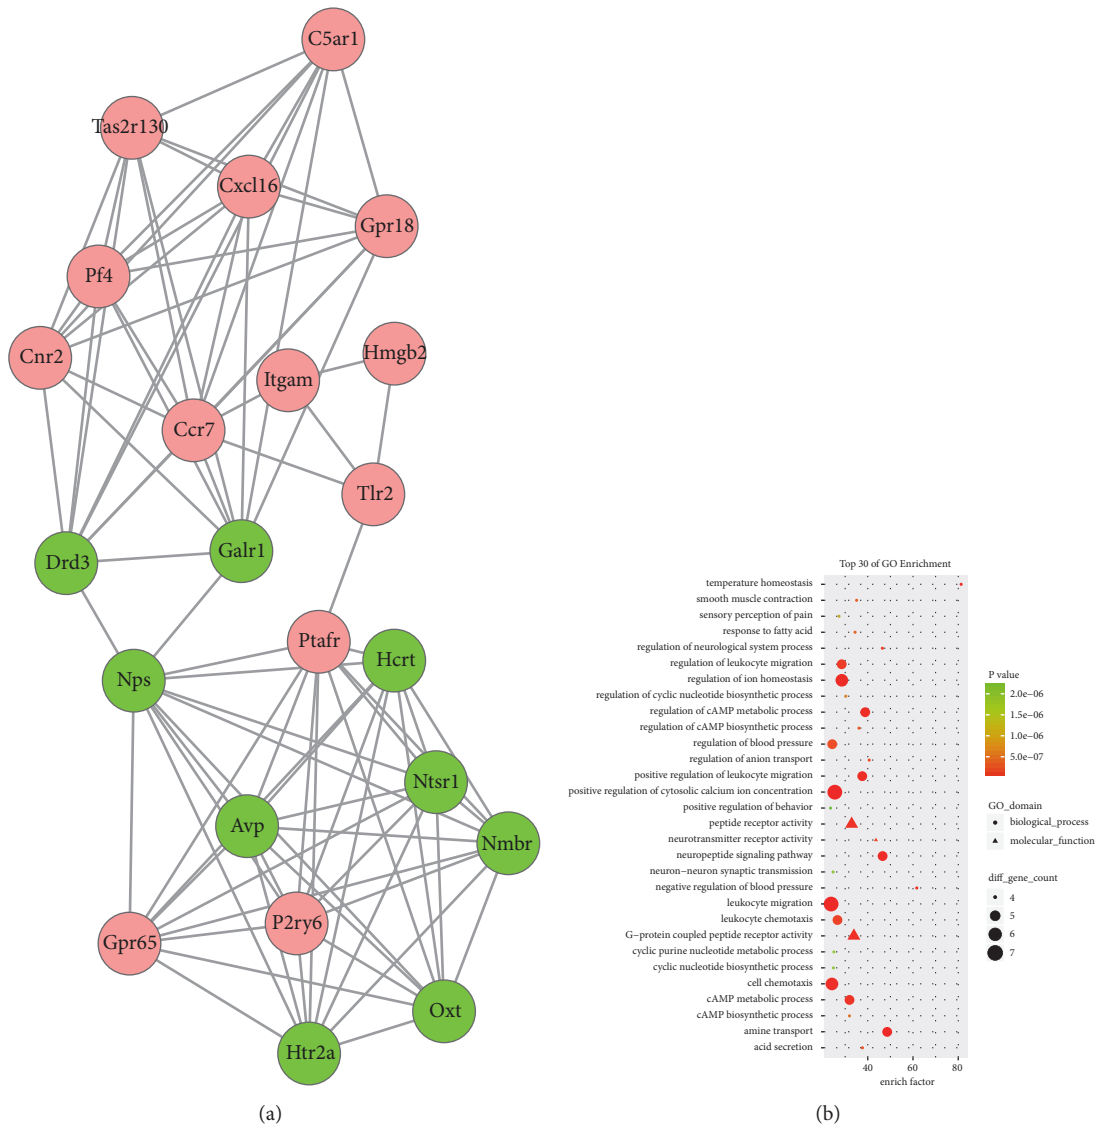 C5ar1
Tas2r130
Cxcl16
Gpr18
Pf4
Hmgb2
Cnr2
Itgam
Ccr7
Tlr2
Galr1
Drd3
Ptafr
Hcrt
Nps
Ntsr1
Avp
Nmbr
P2ry6
Gpr65
Oxt
Htr2a
(a)
Top 30 of GO Enrichment
temperature homeostasis
smooth muscle contraction
sensory perception of pain
response to fatty acid
regulation of neurological system process
regulation of leukocyte migration
regulation of ion homeostasis
regulation of cyclic nucleotide biosynthetic process
regulation of cAMP metabolic process
regulation of cAMP biosynthetic process
regulation of blood pressure
regulation of anion transport
positive regulation of leukocyte migration
positive regulation of cytosolic calcium ion concentration
positive regulation of behavior
peptide receptor activity
neurotransmitter receptor activity
neuropeptide signaling pathway
neuron−neuron synaptic transmission
negative regulation of blood pressure
leukocyte migration
leukocyte chemotaxis
G−protein coupled peptide receptor activity
cyclic purine nucleotide metabolic process
cyclic nucleotide biosynthetic process
cell chemotaxis
cAMP metabolic process
cAMP biosynthetic process
amine transport
acid secretion
40 60 80
enrich factor
P value
2.0e−06
1.5e−06
1.0e−06
5.0e−07
GO_domain
biological_process
molecular_function
diff_gene_count
4
5
6
7
(b)